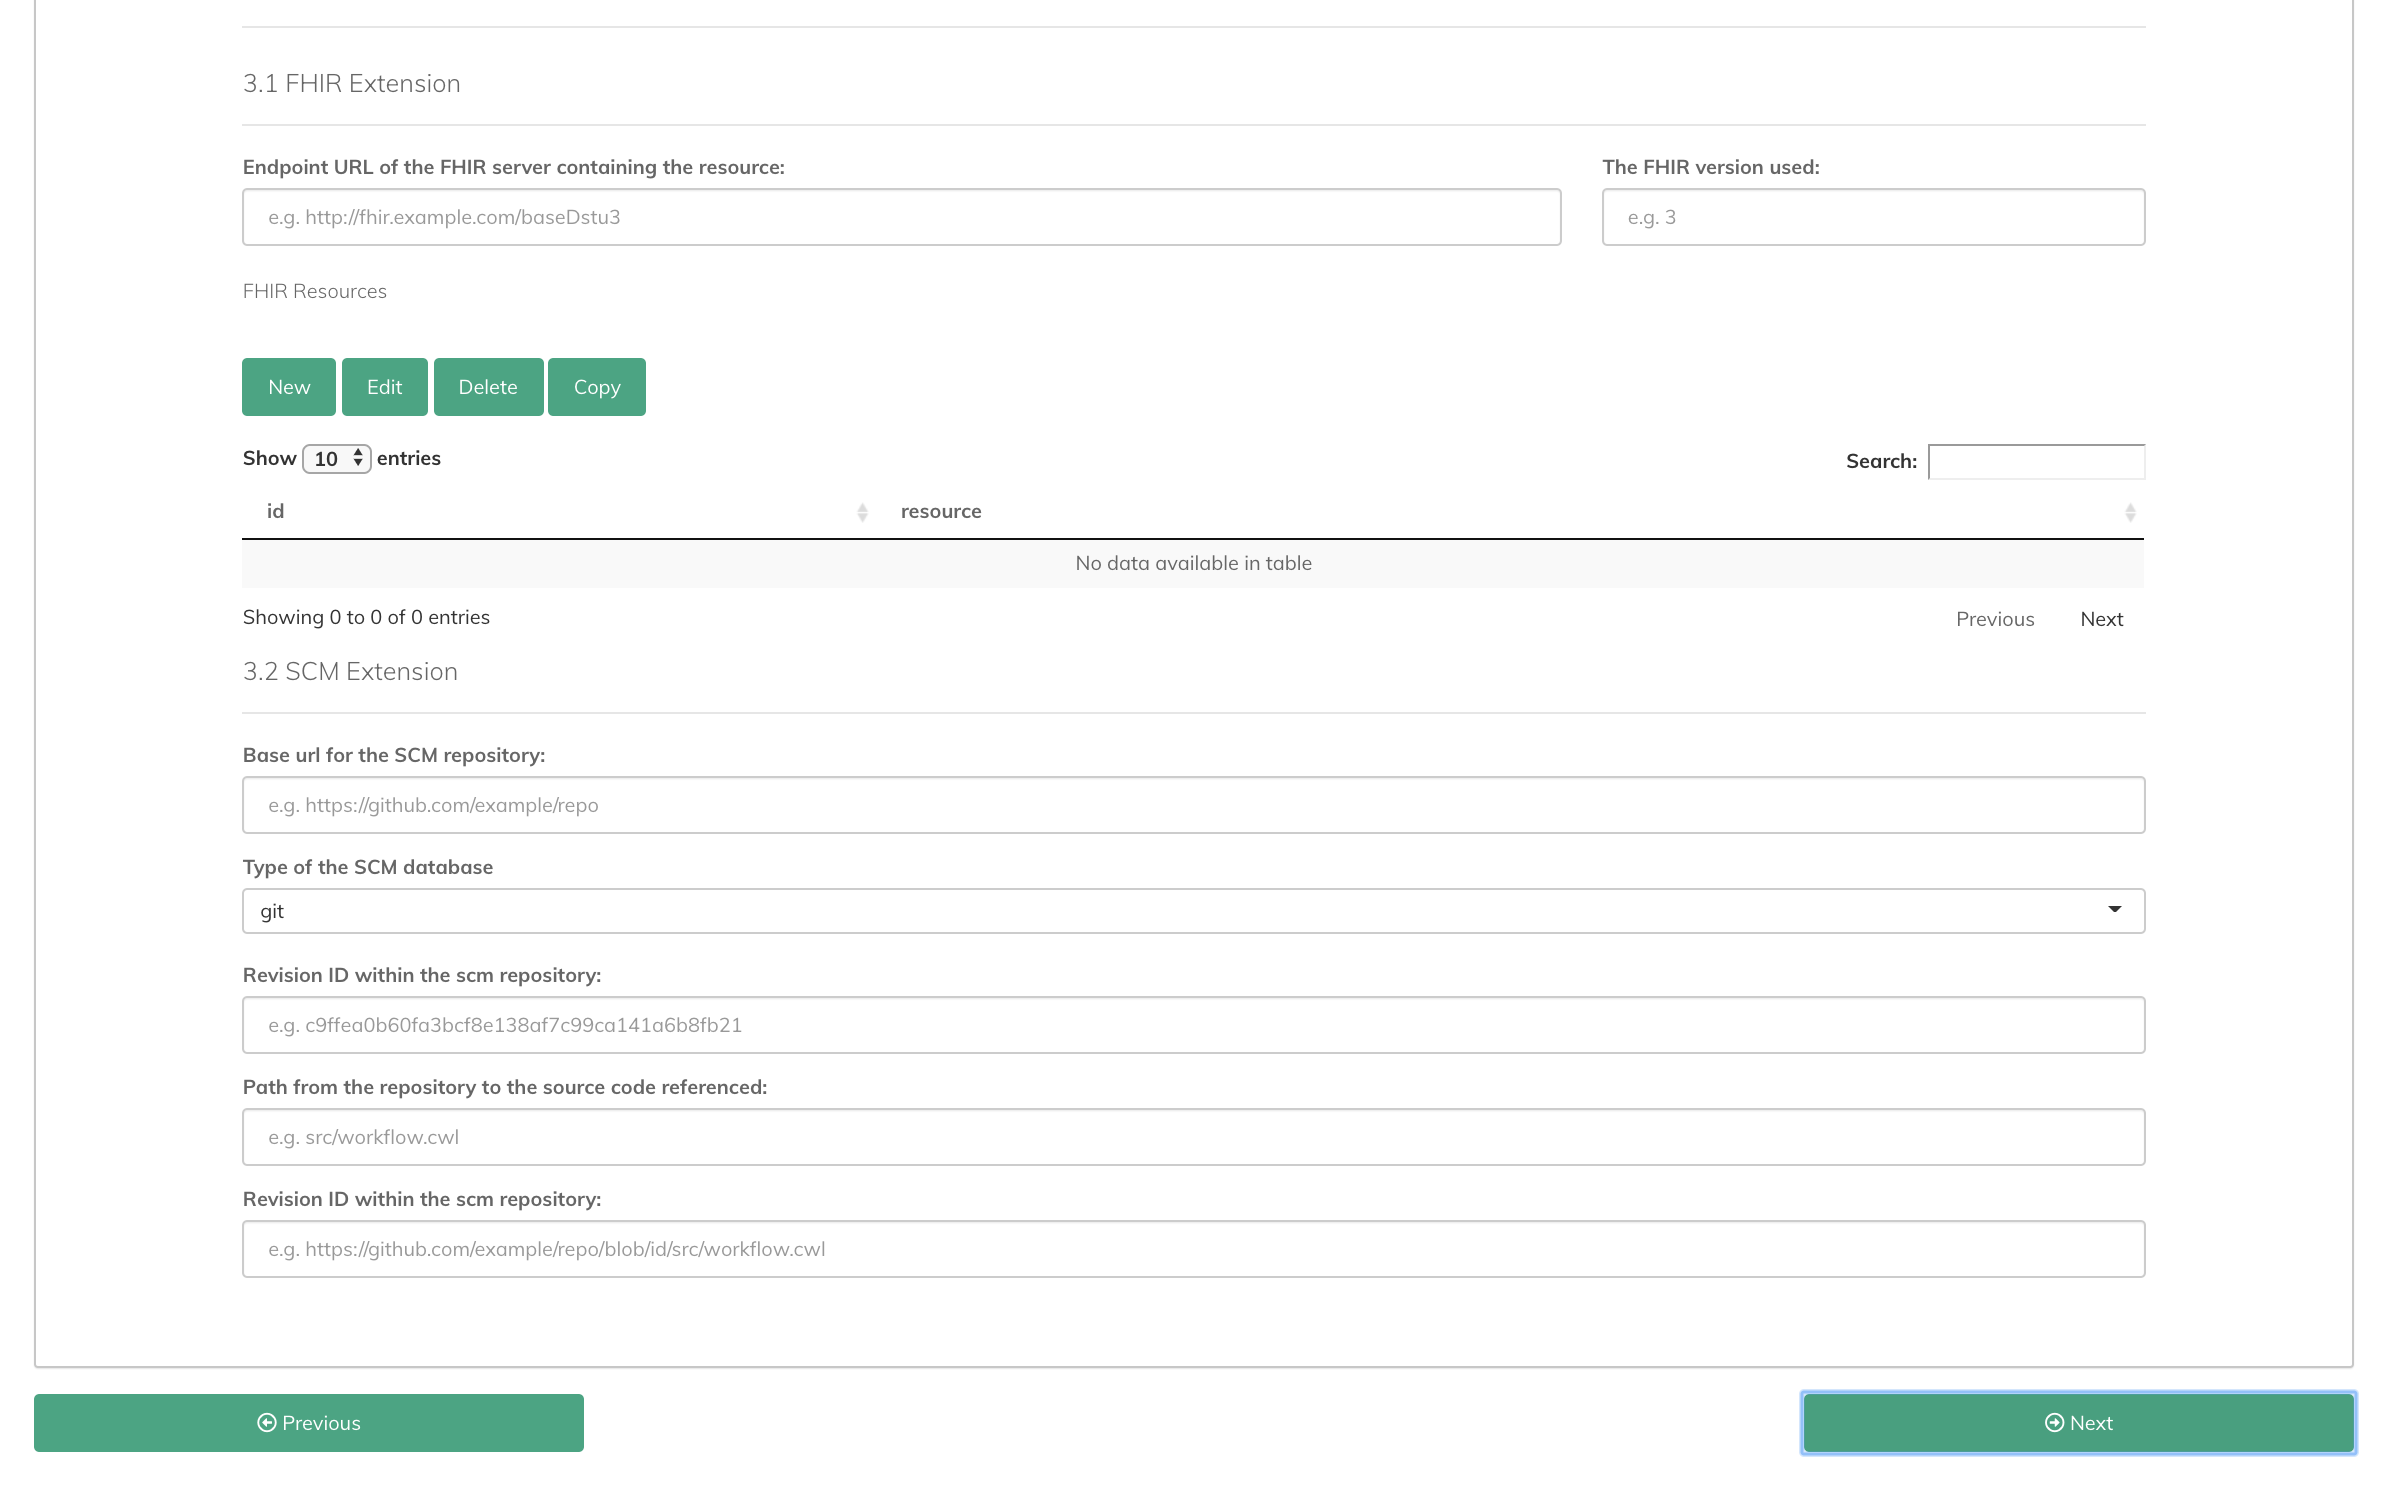 3.1 FHIR Extension
Endpoint URL of the FHIR server containing the resource:
The FHIR version used:
e.g. http://fhir.example.com/baseDstu3
e.g. 3
FHIR Resources
New Edit Delete Copy
Show 10 entries
Search:
id resource
No data available in table
Showing 0 to 0 of 0 entries
Previous Next
3.2 SCM Extension
Base url for the SCM repository:
e.g. https://github.com/example/repo
Type of the SCM database
git
Revision ID within the scm repository:
e.g. c9ffea0b60fa3bcf8e138af7c99ca141a6b8fb21
Path from the repository to the source code referenced:
e.g. src/workflow.cwl
Revision ID within the scm repository:
e.g. https://github.com/example/repo/blob/id/src/workflow.cwl
Previous
Next